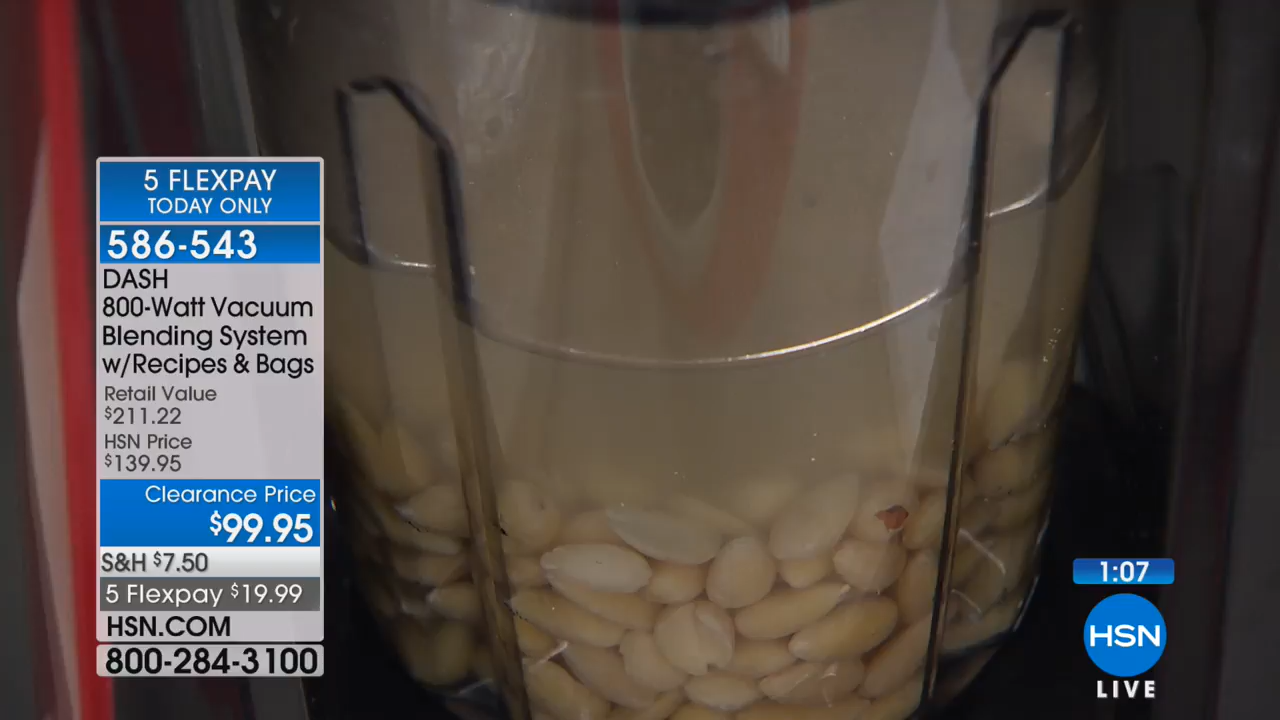 5 FLEXPAY
TODAY ONLY
586-543
DASH
800-Watt Vacuum
Blending System
w/Recipes & Bags
Retail Value
$211.22
HSN Price
$139.95
Clearance Price
$99.95
S&H $7.50
5 Flexpay $19.99
HSN.COM
800-284-3100
1:07
HSN
LIVE